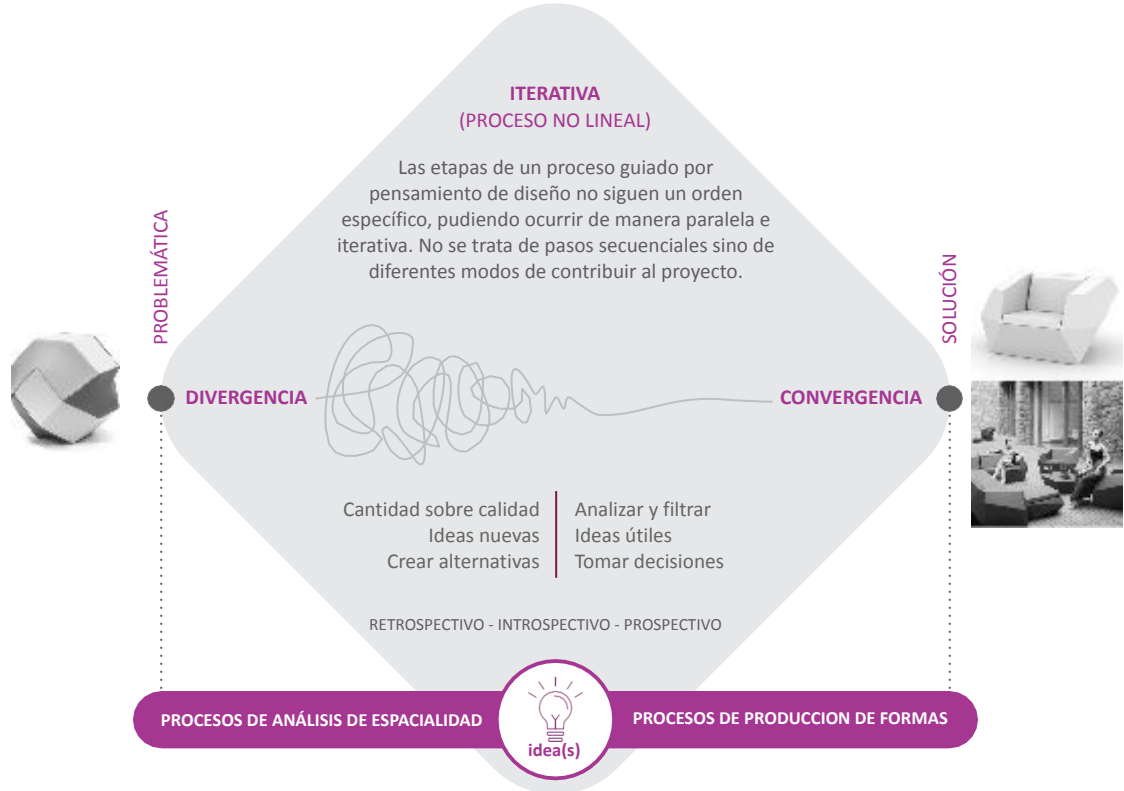 ITERATIVA
(PROCESO NO LINEAL)
Las etapas de un proceso guiado por
pensamiento de diseño no siguen un orden
específico, pudiendo ocurrir de manera paralela e
iterativa. No se trata de pasos secuenciales sino de
diferentes modos de contribuir al proyecto.
PROBLEMÁTICA
SOLUCIÓN
DIVERGENCIA
CONVERGENCIA
Cantidad sobre calidad
Ideas nuevas
Crear alternativas
Analizar y filtrar
Ideas útiles
Tomar decisiones
RETROSPECTIVO - INTROSPECTIVO - PROSPECTIVO
PROCESOS DE ANÁLISIS DE ESPACIALIDAD
idea(s)
PROCESOS DE PRODUCCION DE FORMAS